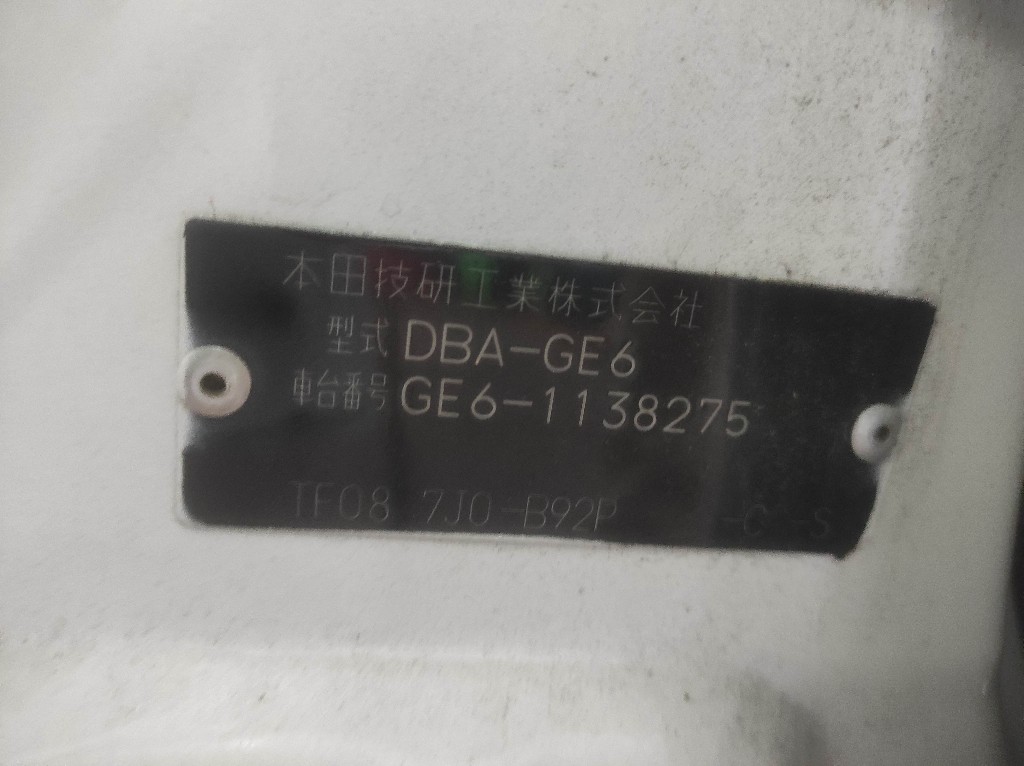 本田技研工業株式会社
型式 DBA-GE6
車台番号 GE6-1138275
TF08 7J0-B92P -C -S